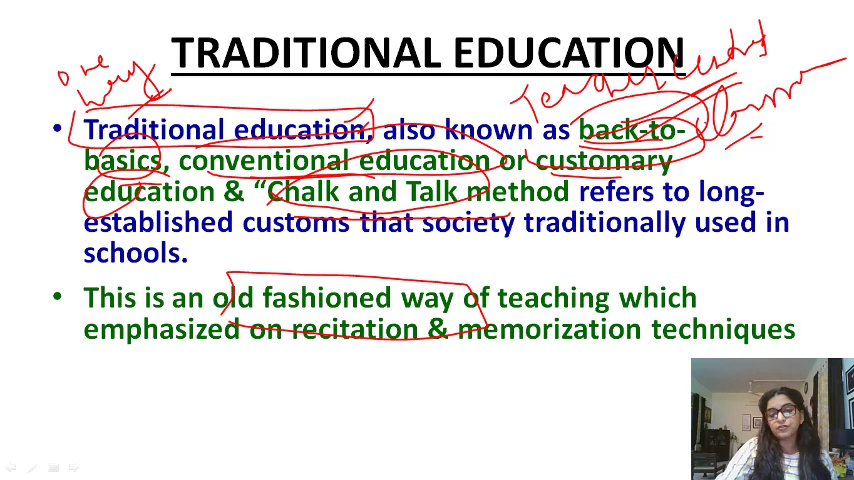 TRADITIONAL EDUCATION
one
way
Teacher centred
• Traditional education, also known as back-to-
basics, conventional education or customary
education & “Chalk and Talk method refers to long-
established customs that society traditionally used in
schools.
• This is an old fashioned way of teaching which
emphasized on recitation & memorization techniques